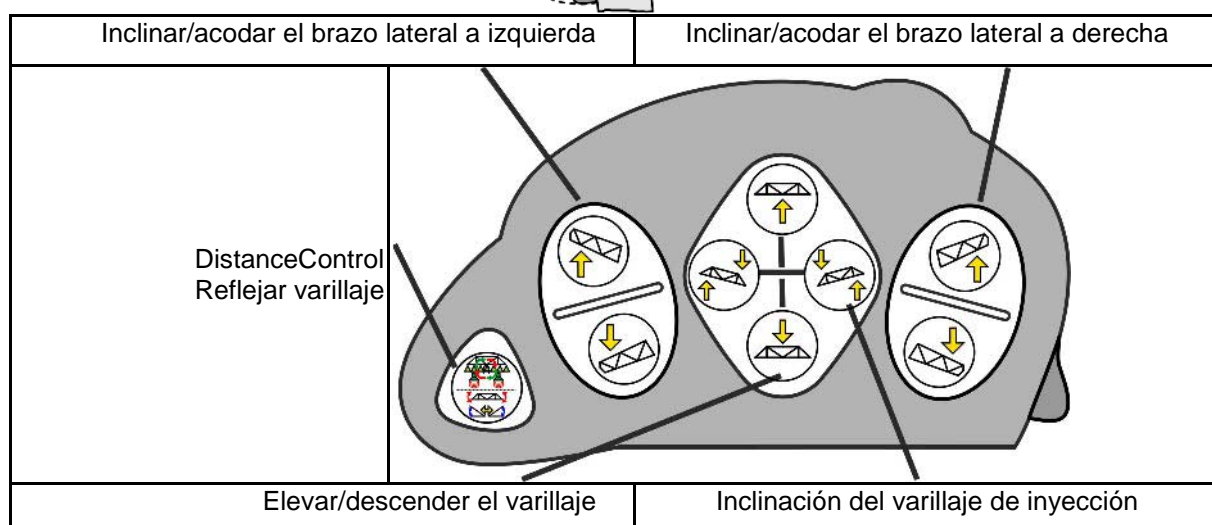 Inclinar/acodar el brazo lateral a izquierda
Inclinar/acodar el brazo lateral a derecha
DistanceControl
Reflejar varillaje
Elevar/descender el varillaje
Inclinación del varillaje de inyección